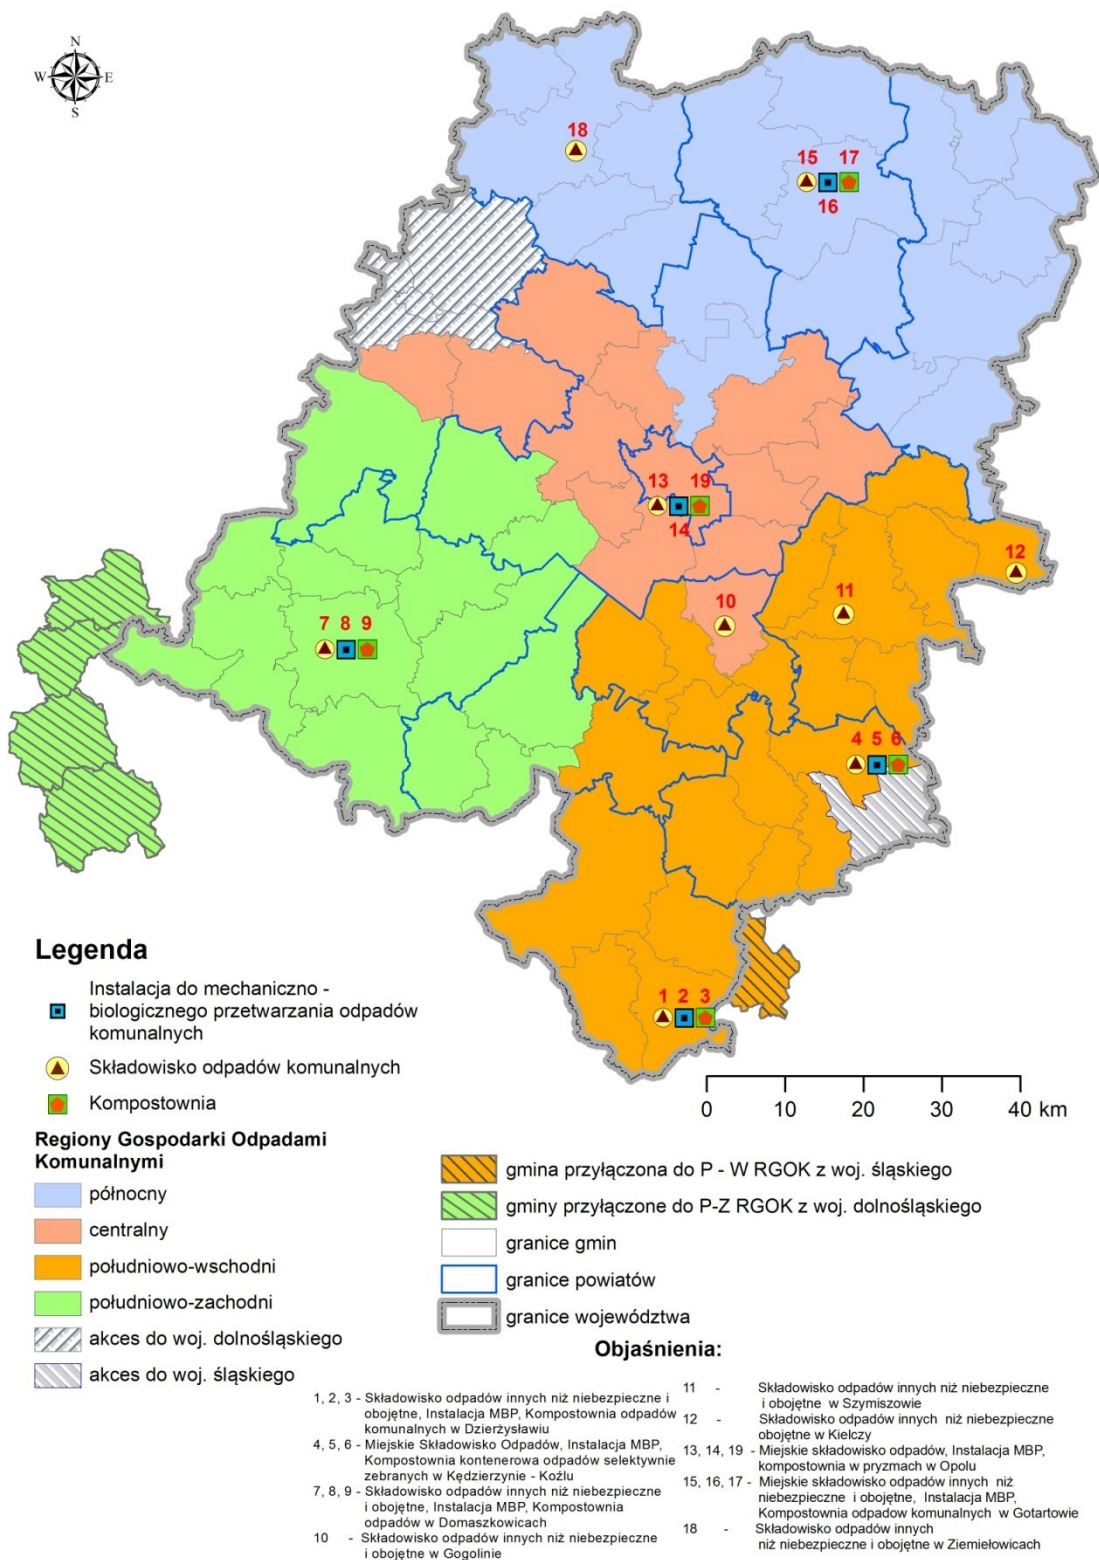 N
W E
S
18
15 17
16
13 19
14
12
11
10
7 8 9
4 5 6
1 2 3
Legenda
Instalacja do mechaniczno -
biologicznego przetwarzania odpadów
komunalnych
Składowisko odpadów komunalnych
Kompostownia
0 10 20 30 40 km
Regiony Gospodarki Odpadami
Komunalnymi
północny
centralny
południowo-wschodni
południowo-zachodni
akces do woj. dolnośląskiego
akces do woj. śląskiego
gmina przyłączona do P - W RGOK z woj. śląskiego
gminy przyłączone do P-Z RGOK z woj. dolnośląskiego
granice gmin
granice powiatów
granice województwa
Objaśnienia:
1, 2, 3 - Składowisko odpadów innych niż niebezpieczne i
obojętne, Instalacja MBP, Kompostownia odpadów
komunalnych w Dzierżysławiu
4, 5, 6 - Miejskie Składowisko Odpadów, Instalacja MBP,
Kompostownia kontenerowa odpadów selektywnie
zebranych w Kędzierzynie - Koźlu
7, 8, 9 - Składowisko odpadów innych niż niebezpieczne
i obojętne, Instalacja MBP, Kompostownia
odpadów w Domaszkowicach
10 - Składowisko odpadów innych niż niebezpieczne
i obojętne w Gogolinie
11 - Składowisko odpadów innych niż niebezpieczne
i obojętne w Szymiszowie
12 - Składowisko odpadów innych niż niebezpieczne
obojętne w Kielczy
13, 14, 19 - Miejskie składowisko odpadów, Instalacja MBP,
kompostownia w pryzmach w Opolu
15, 16, 17 - Miejskie składowisko odpadów innych niż
niebezpieczne i obojętne, Instalacja MBP,
Kompostownia odpadow komunalnych w Gotartowie
18 - Składowisko odpadów innych
niż niebezpieczne i obojętne w Ziemiełowicach